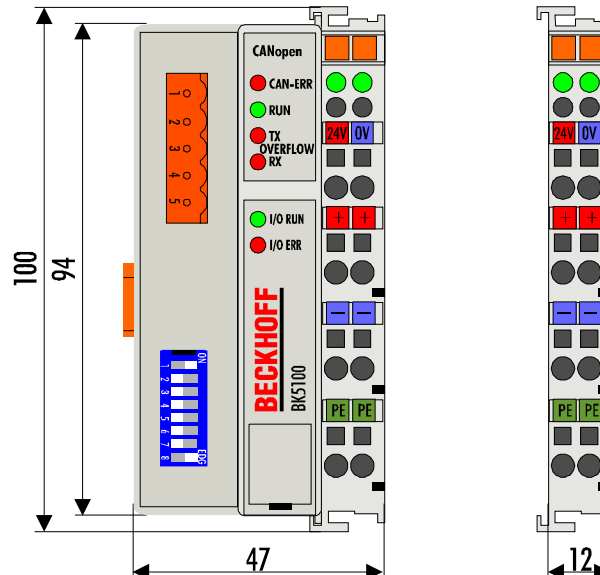 CANopen
CAN-ERR
RUN
TX
OVERFLOW
RX
I/O RUN
I/O ERR
BECKHOFF
BK5100
1
2
3
4
5
ON
1
2
3
4
5
6
7
8
EDG
24V 0V
+ +
— —
PE PE
24V 0V
+ +
— —
PE PE
100
94
47
12